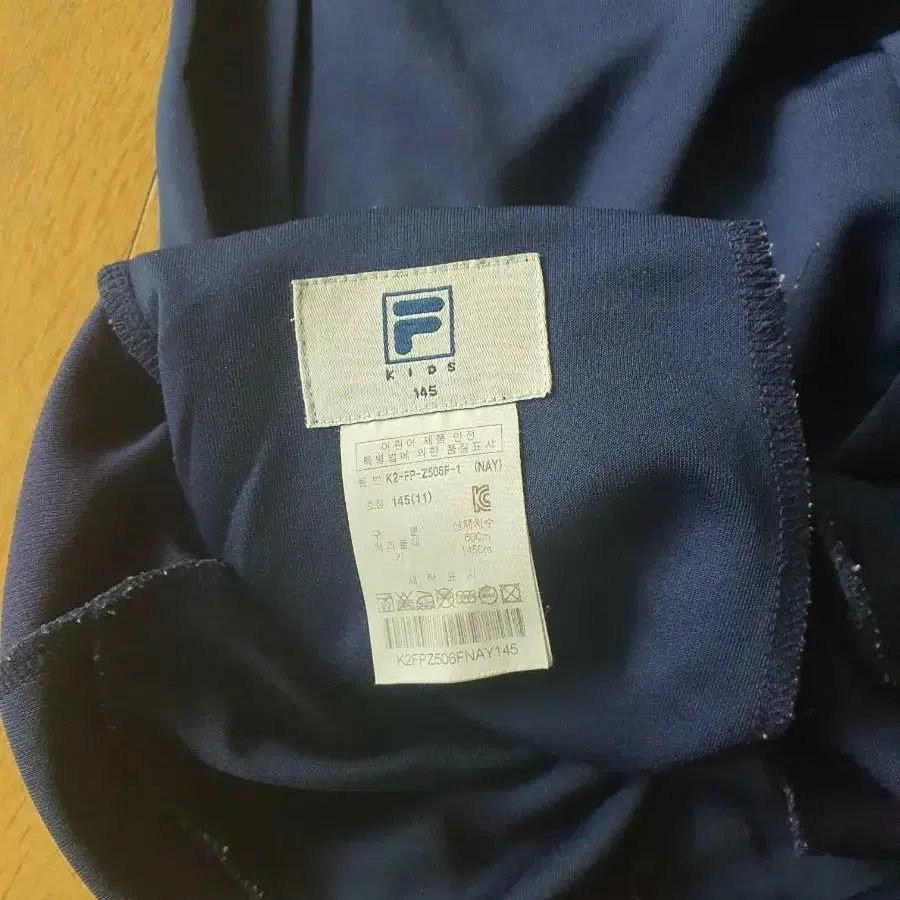 F
KIDS
145
어린이 제품 안전
특별법에 의한 품질표시
품 번 K2-FP-Z506F-1 (NAY)
호칭 145(11)
구 분 신체치수
허리둘레 60Cm
키 145Cm
세 탁 표 시
K2FPZ506FNAY145